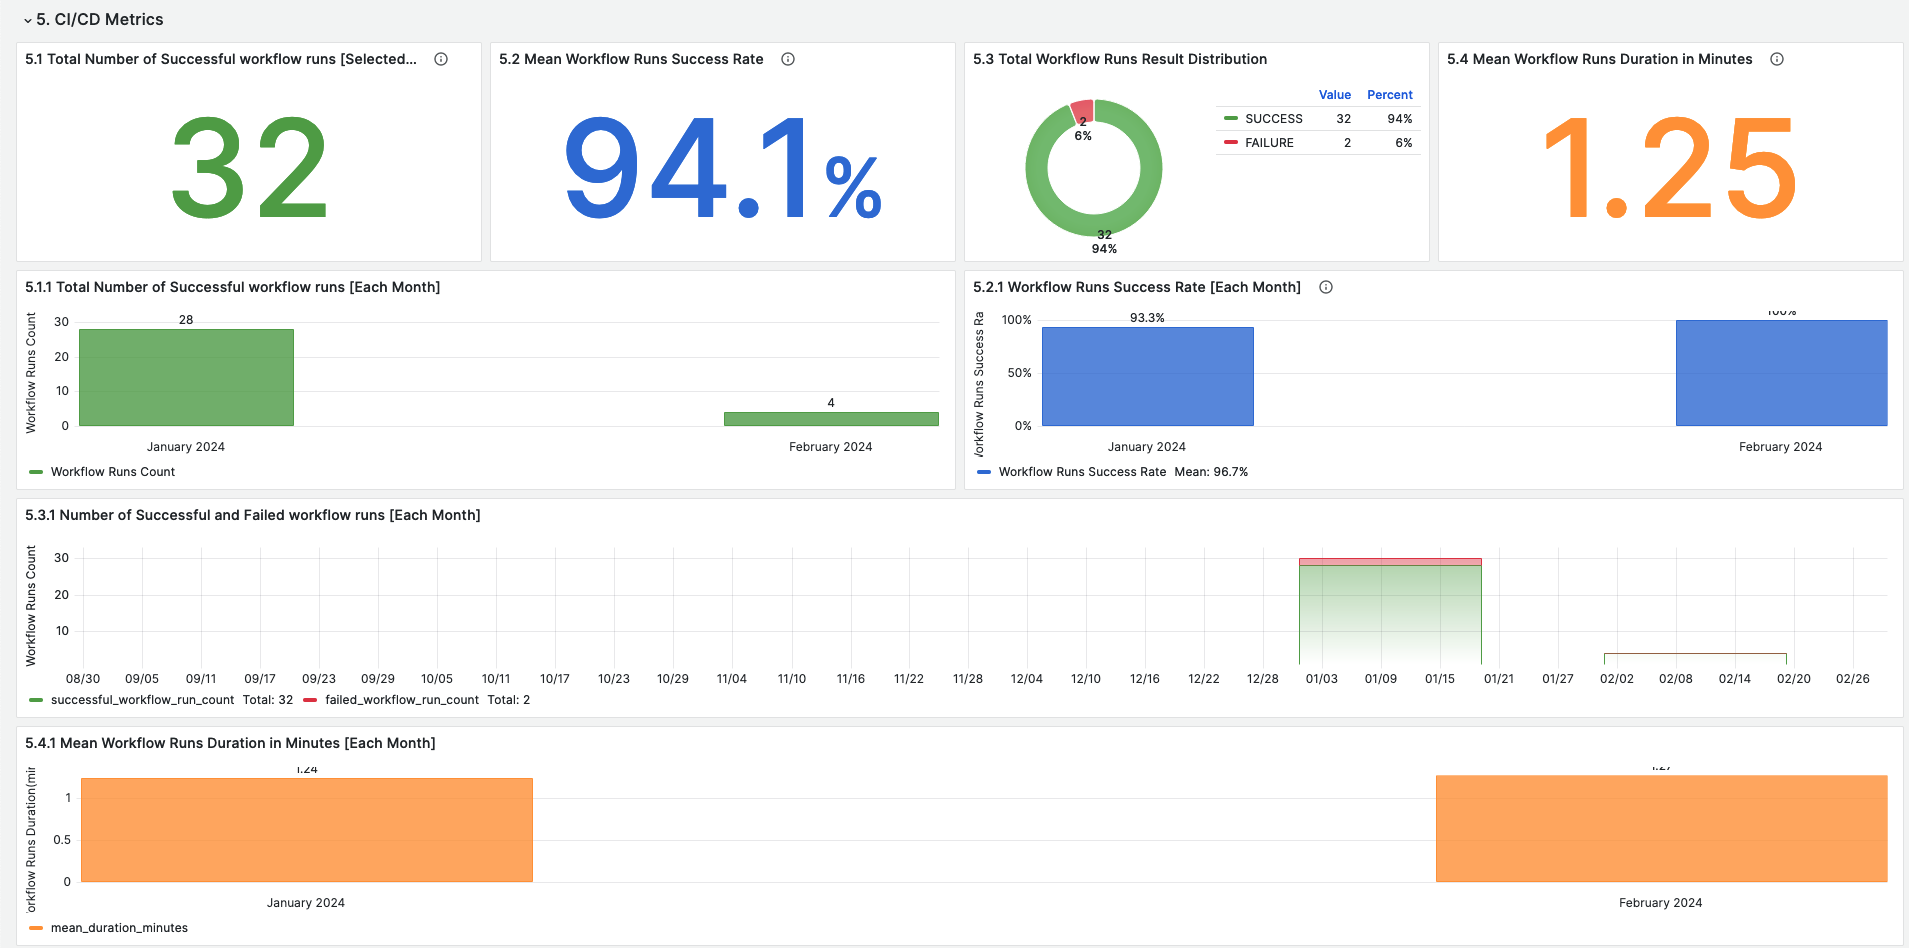 5. CI/CD Metrics
5.1 Total Number of Successful workflow runs [Selected...
32
5.2 Mean Workflow Runs Success Rate
94.1%
5.3 Total Workflow Runs Result Distribution
2
6%
32
94%
Value Percent
SUCCESS 32 94%
FAILURE 2 6%
5.4 Mean Workflow Runs Duration in Minutes
1.25
5.1.1 Total Number of Successful workflow runs [Each Month]
Workflow Runs Count
30
20
10
0
28
4
January 2024
February 2024
Workflow Runs Count
5.2.1 Workflow Runs Success Rate [Each Month]
Runs Success
100%
50%
0%
93.3%
100%
January 2024
February 2024
Workflow Runs Success Rate Mean: 96.7%
5.3.1 Number of Successful and Failed workflow runs [Each Month]
Workflow Runs Count
30
20
10
08/30 09/05 09/11 09/17 09/23 09/29 10/05 10/11 10/17 10/23 10/29 11/04 11/10 11/16 11/22 11/28 12/04 12/10 12/16 12/22 12/28 01/03 01/09 01/15 01/21 01/27 02/02 02/08 02/14 02/20 02/26
successful_workflow_run_count Total: 32 failed_workflow_run_count Total: 2
5.4.1 Mean Workflow Runs Duration in Minutes [Each Month]
Runs Duration(mir
1
0.5
0
1.24
January 2024
February 2024
mean_duration_minutes